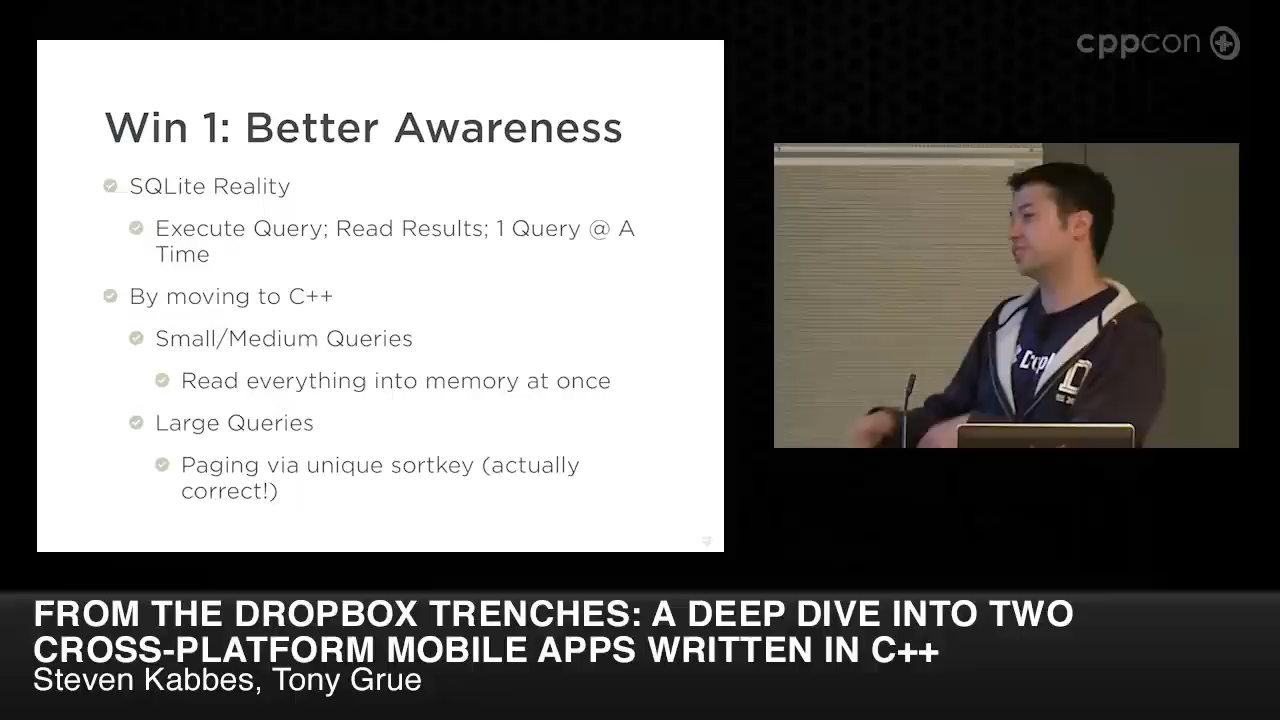 cppcon
Win 1: Better Awareness
SQLite Reality
Execute Query; Read Results; 1 Query @ A
Time
By moving to C++
Small/Medium Queries
Read everything into memory at once
Large Queries
Paging via unique sortkey (actually
correct!)
FROM THE DROPBOX TRENCHES: A DEEP DIVE INTO TWO
CROSS-PLATFORM MOBILE APPS WRITTEN IN C++
Steven Kabbes, Tony Grue